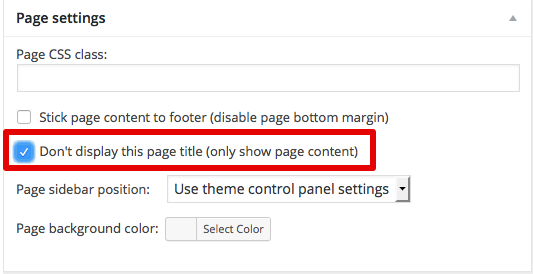 Page settings
Page CSS class:
Stick page content to footer (disable page bottom margin)
Don't display this page title (only show page content)
Page sidebar position: Use theme control panel settings
Page background color: Select Color